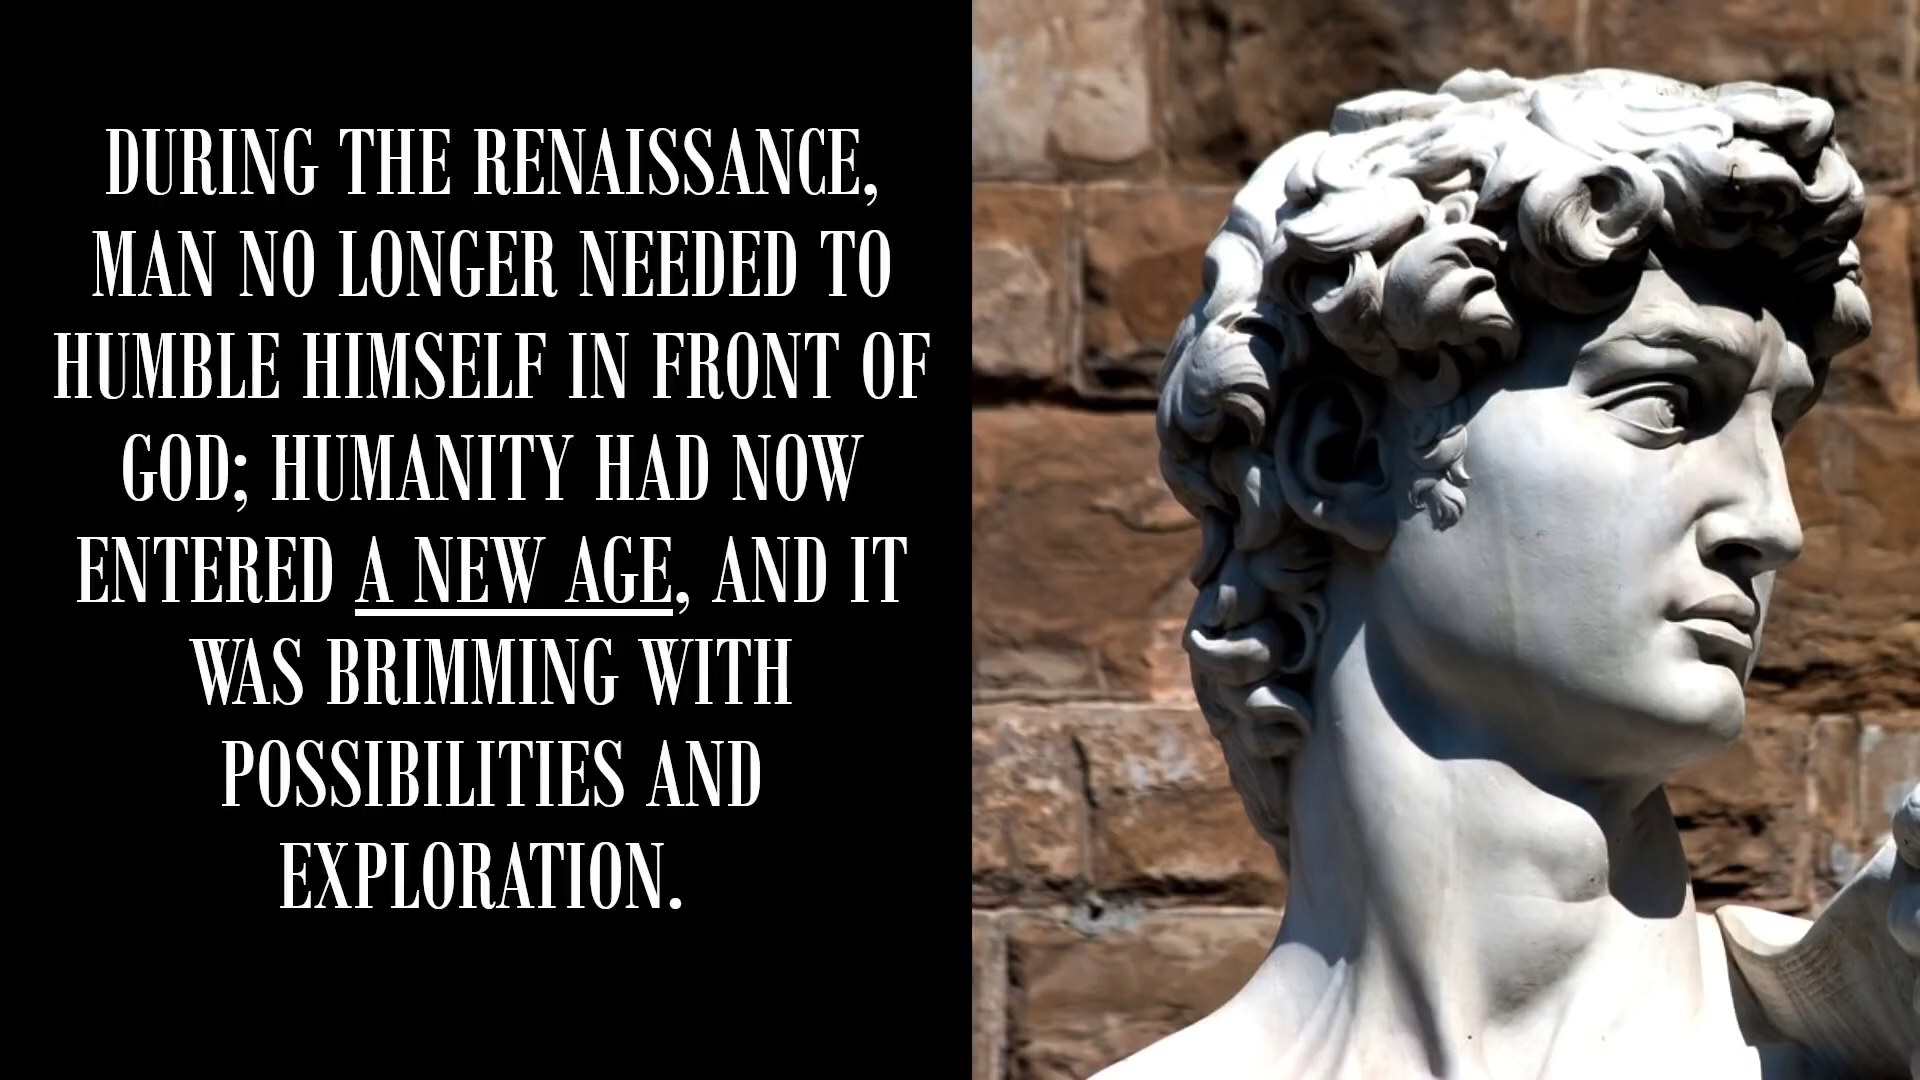 DURING THE RENAISSANCE,
MAN NO LONGER NEEDED TO
HUMBLE HIMSELF IN FRONT OF
GOD; HUMANITY HAD NOW
ENTERED A NEW AGE, AND IT
WAS BRIMMING WITH
POSSIBILITIES AND
EXPLORATION.